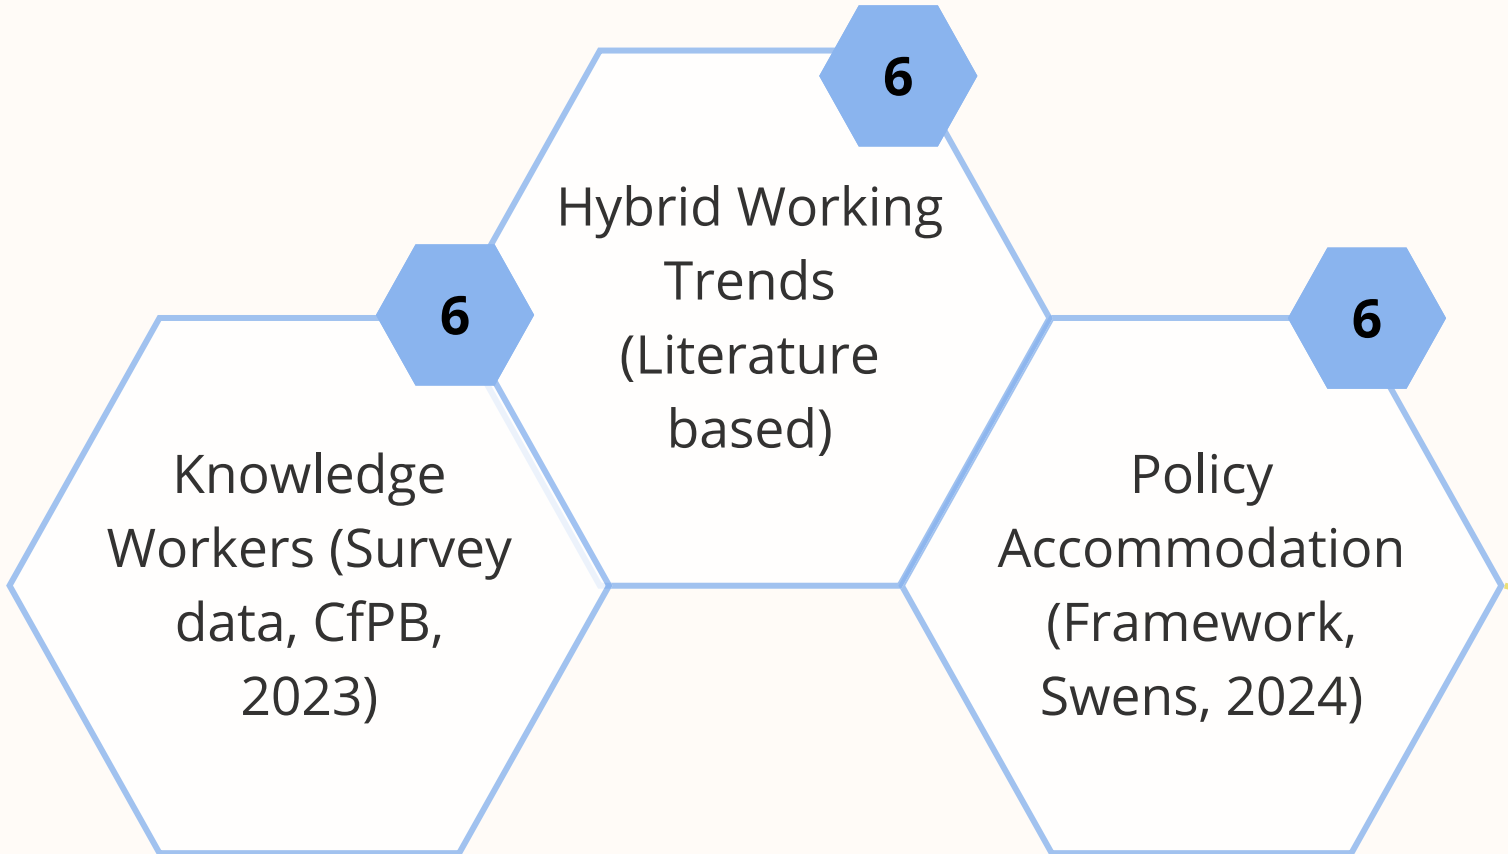 6
Knowledge
Workers (Survey
data, CfPB,
2023)
6
Hybrid Working
Trends
(Literature
based)
6
Policy
Accommodation
(Framework,
Swens, 2024)